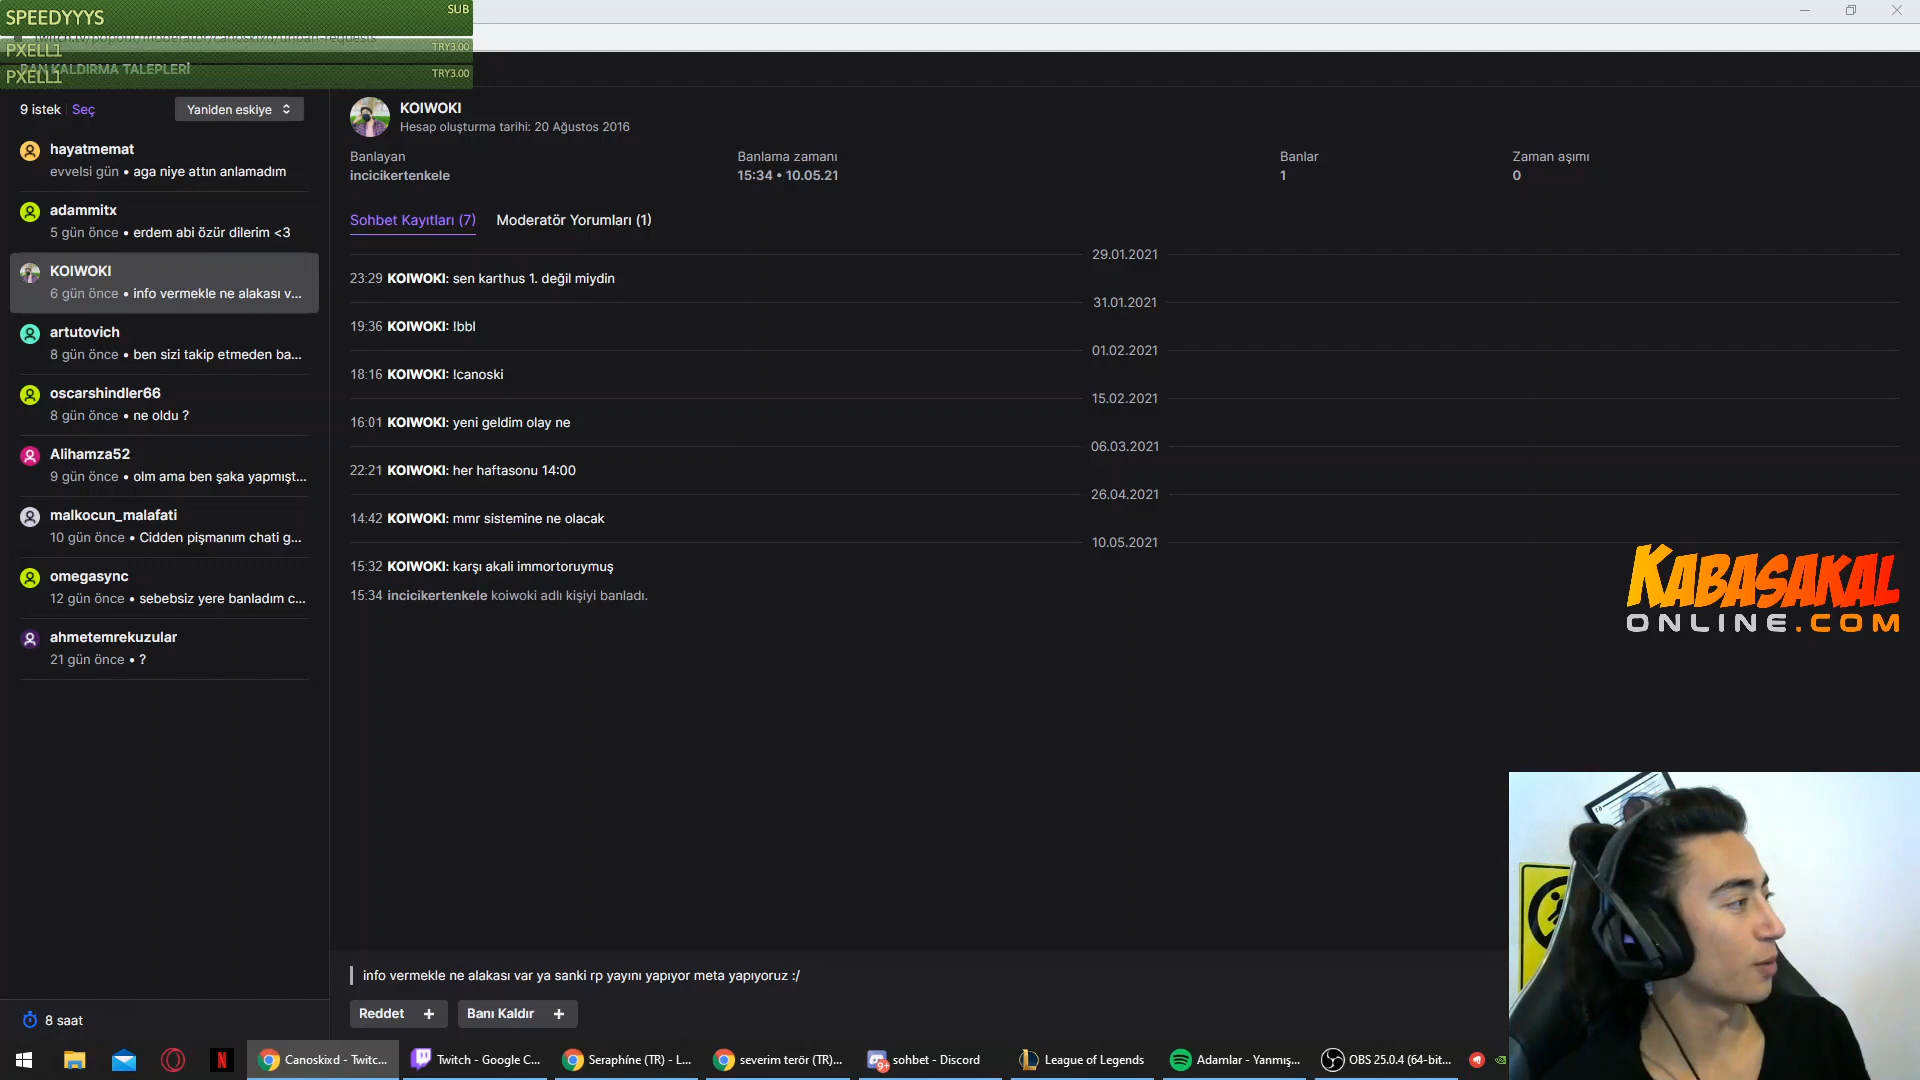 SPEEDYYYS SUB
twitch.tv/popout/moderator/canoskixd/unban-requests
PXELL1 TRY3.00
BAN KALDIRMA TALEPLERİ
PXELL1 TRY3.00
9 istek Seç Yaniden eskiye
hayatmemat
evvelsi gün • aga niye attın anlamadım
adammitx
5 gün önce • erdem abi özür dilerim <3
KOIWOKI
6 gün önce • info vermekle ne alakası v...
artutovich
8 gün önce • ben sizi takip etmeden ba...
oscarshindler66
8 gün önce • ne oldu ?
Alihamza52
9 gün önce • olm ama ben şaka yapmışt...
malkocun_malafati
10 gün önce • Cidden pişmanım chati g...
omegasync
12 gün önce • sebebsiz yere banladım c...
ahmetemrekuzular
21 gün önce • ?
8 saat
KOIWOKI
Hesap oluşturma tarihi: 20 Ağustos 2016
Banlayan Banlama zamanı Banlar Zaman aşımı
incicikertenkele 15:34 • 10.05.21 1 0
Sohbet Kayıtları (7) Moderatör Yorumları (1)
29.01.2021
23:29 KOIWOKI: sen karthus 1. değil miydin
31.01.2021
19:36 KOIWOKI: !bbl
01.02.2021
18:16 KOIWOKI: !canoski
15.02.2021
16:01 KOIWOKI: yeni geldim olay ne
06.03.2021
22:21 KOIWOKI: her haftasonu 14:00
26.04.2021
14:42 KOIWOKI: mmr sistemine ne olacak
10.05.2021
15:32 KOIWOKI: karşı akali immortoruymuş
15:34 incicikertenkele koiwoki adlı kişiyi banladı.
KABASAKAL
ONLINE.COM
info vermekle ne alakası var ya sanki rp yayını yapıyor meta yapıyoruz :/
Reddet + Banı Kaldır +
N Canoskixd - Twitc... Twitch - Google C... Seraphine (TR) - L... severim terör (TR)... 9+ sohbet - Discord League of Legends Adamlar - Yanmış... OBS 25.0.4 (64-bit...